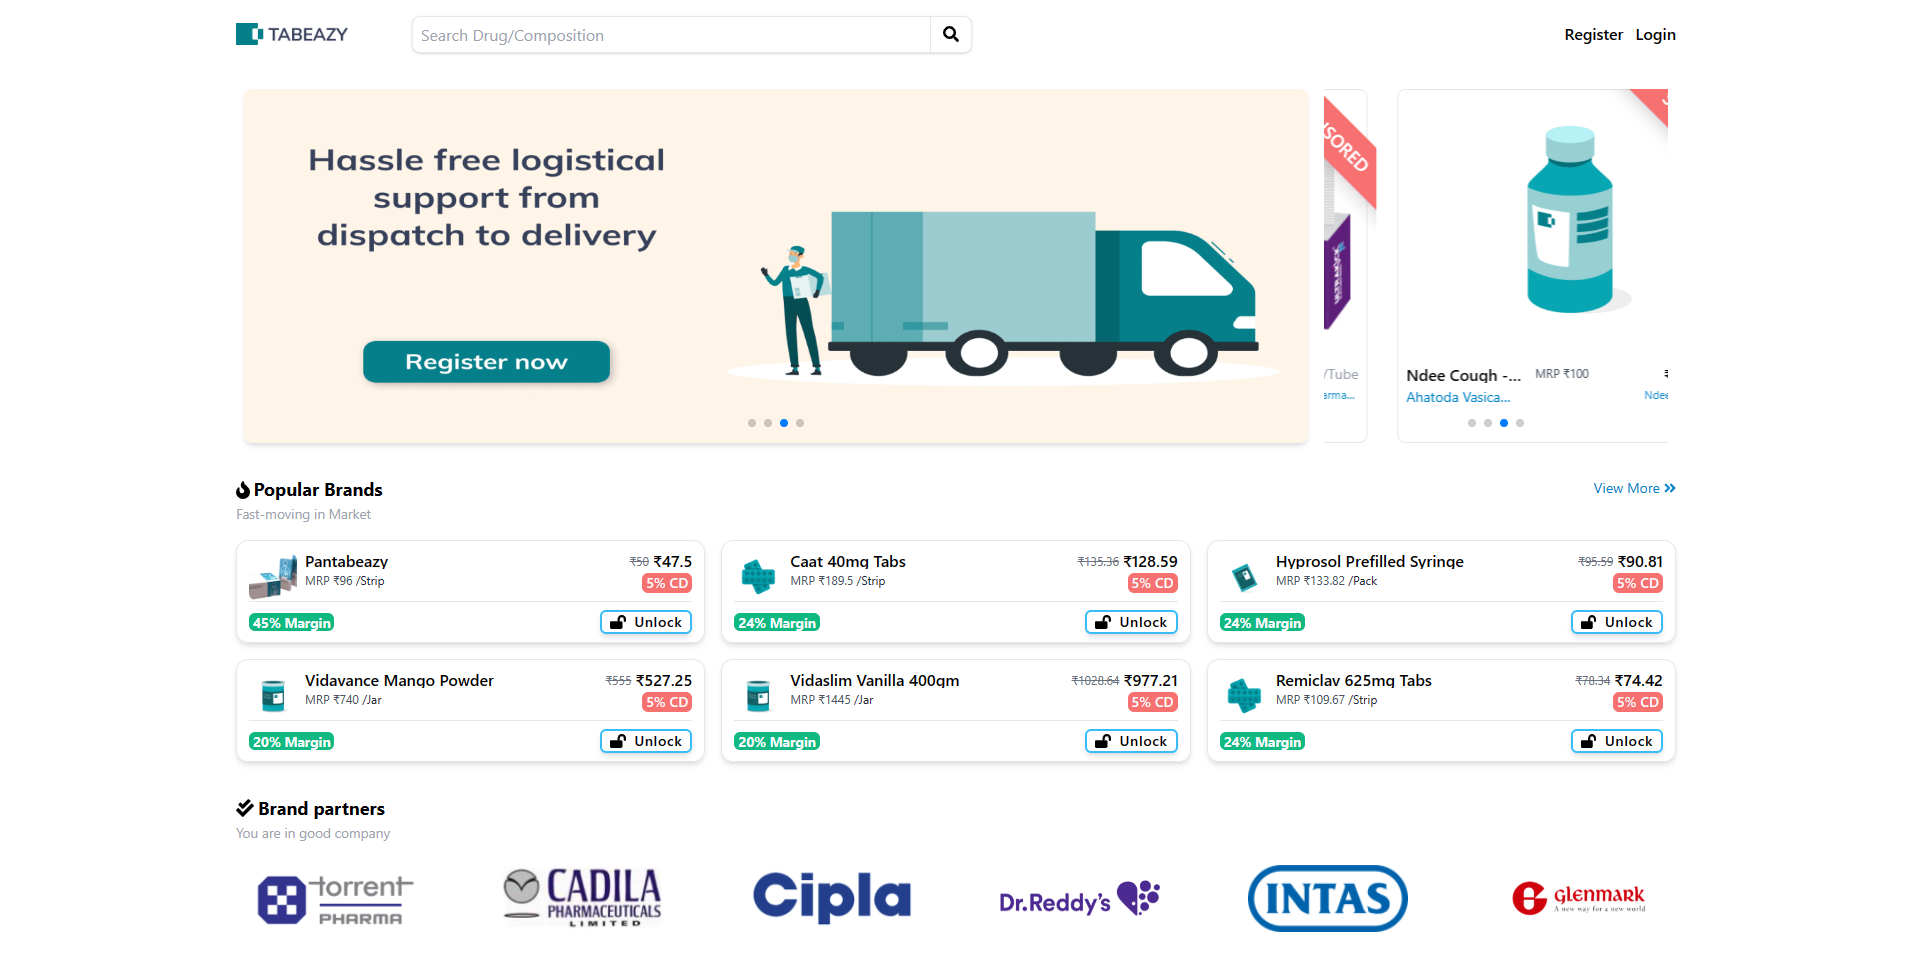 TABEAZY
Search Drug/Composition
Register Login
Hassle free logistical
support from
dispatch to delivery
Register now
/Tube
Ndee Cough -...
MRP ₹100
Ahatoda Vasica...
Ndee
Popular Brands
View More
Fast-moving in Market
Pantabeazy
₹50 ₹47.5
MRP ₹96 /Strip
5% CD
45% Margin
Unlock
Caat 40mg Tabs
₹135.36 ₹128.59
MRP ₹189.5 /Strip
5% CD
24% Margin
Unlock
Hyprosol Prefilled Syringe
₹95.59 ₹90.81
MRP ₹133.82 /Pack
5% CD
24% Margin
Unlock
Vidavance Mango Powder
₹555 ₹527.25
MRP ₹740 /Jar
5% CD
20% Margin
Unlock
Vidaslim Vanilla 400gm
₹1028.64 ₹977.21
MRP ₹1445 /Jar
5% CD
20% Margin
Unlock
Remiclav 625mg Tabs
₹78.34 ₹74.42
MRP ₹109.67 /Strip
5% CD
24% Margin
Unlock
Brand partners
You are in good company
torrent
PHARMA
CADILA
PHARMACEUTICALS
LIMITED
Cipla
Dr.Reddy's
INTAS
glenmark
A new way for a new world